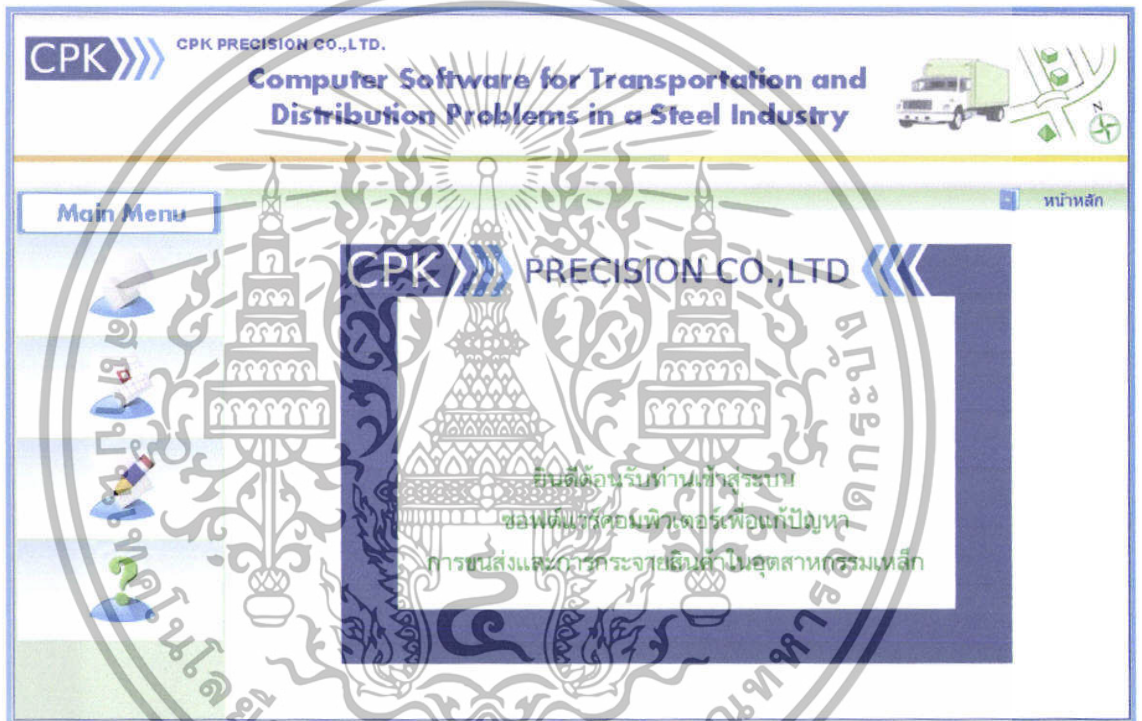 CPK
CPK PRECISION CO.,LTD.
Computer Software for Transportation and
Distribution Problems in a Steel Industry
N
Main Menu
หน้าหลัก
CPK PRECISION CO.,LTD
ยินดีต้อนรับท่านเข้าสู่ระบบ
ซอฟต์แวร์คอมพิวเตอร์เพื่อแก้ปัญหา
การขนส่งและการกระจายสินค้าในอุตสาหกรรมเหล็ก